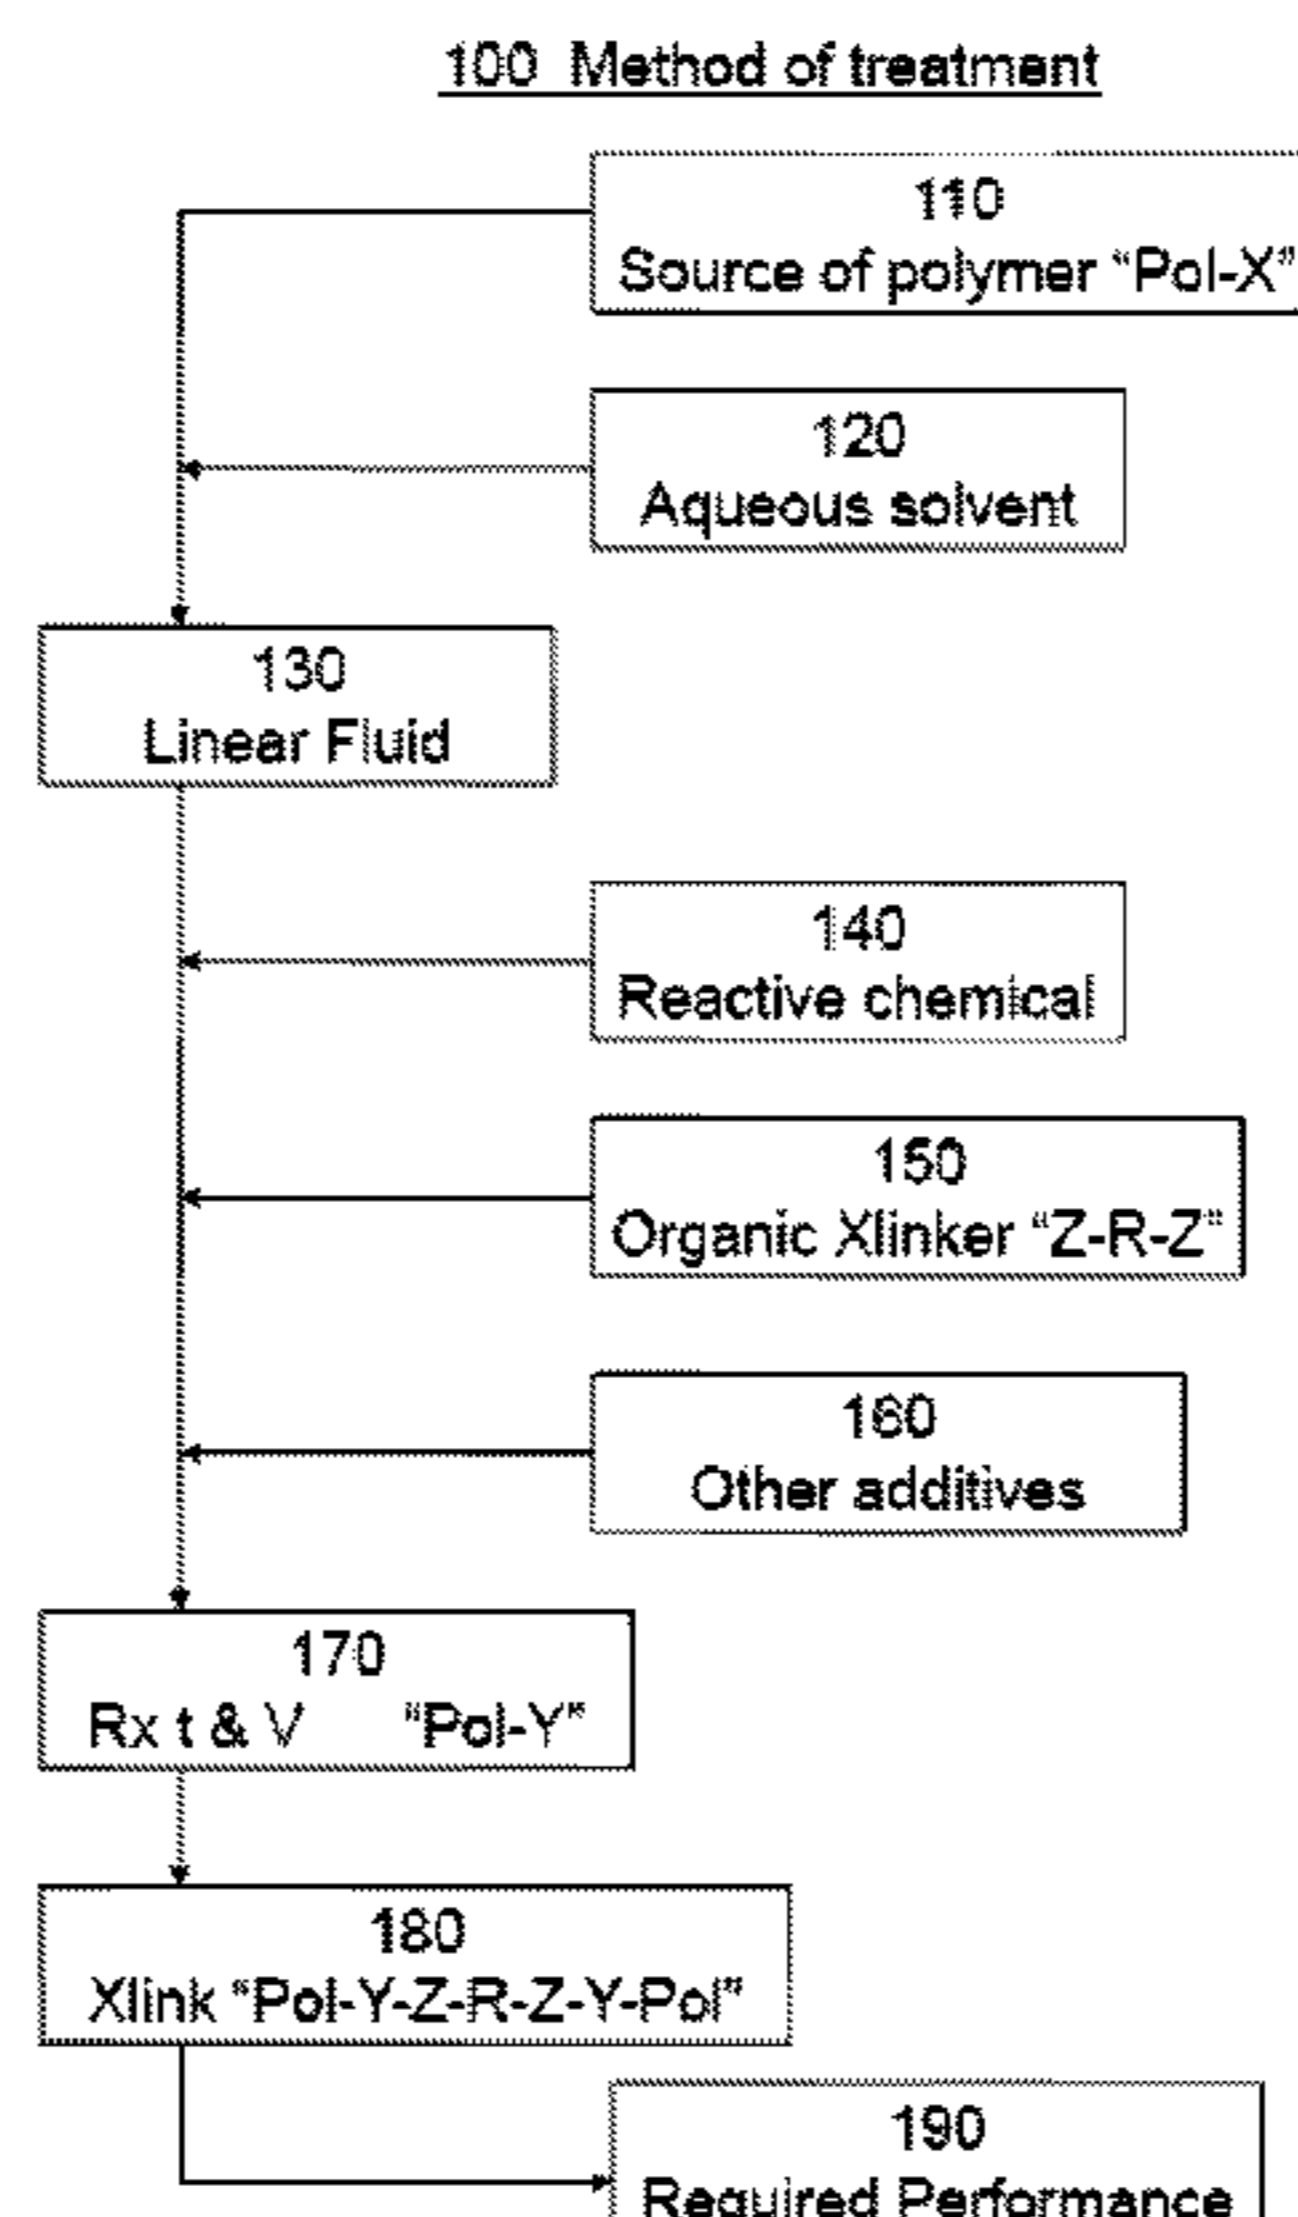 100 Method of treatment
110
Source of polymer "Pol-X"
120
Aqueous solvent
130
Linear Fluid
140
Reactive chemical
150
Organic Xlinker "Z-R-Z"
160
Other additives
170
Rx t & V "Pol-Y"
180
Xlink "Pol-Y-Z-R-Z-Y-Pol"
190
Required Performance